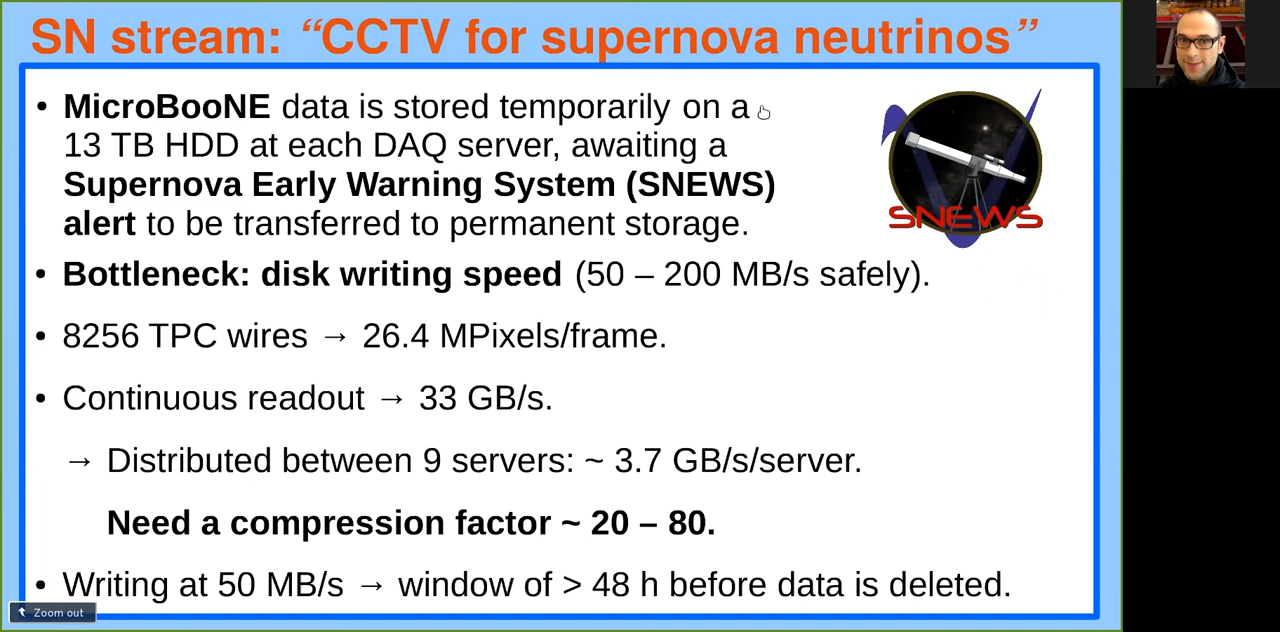 SN stream: “CCTV for supernova neutrinos”
• MicroBooNE data is stored temporarily on a
13 TB HDD at each DAQ server, awaiting a
Supernova Early Warning System (SNEWS)
alert to be transferred to permanent storage.
SNEWS
• Bottleneck: disk writing speed (50 – 200 MB/s safely).
• 8256 TPC wires → 26.4 MPixels/frame.
• Continuous readout → 33 GB/s.
→ Distributed between 9 servers: ~ 3.7 GB/s/server.
Need a compression factor ~ 20 – 80.
• Writing at 50 MB/s → window of > 48 h before data is deleted.
Zoom out